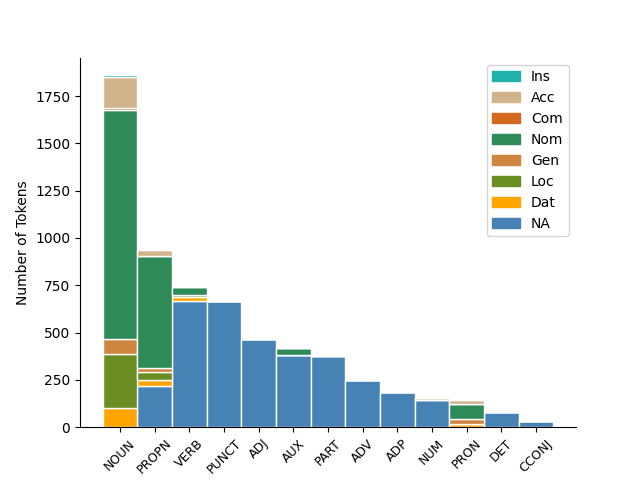 Number of Tokens
1750
1500
1250
1000
750
500
250
0
Ins
Acc
Com
Nom
Gen
Loc
Dat
NA
NOUN
PROPN
VERB
PUNCT
ADJ
AUX
PART
ADV
ADP
NUM
PRON
DET
CCONJ